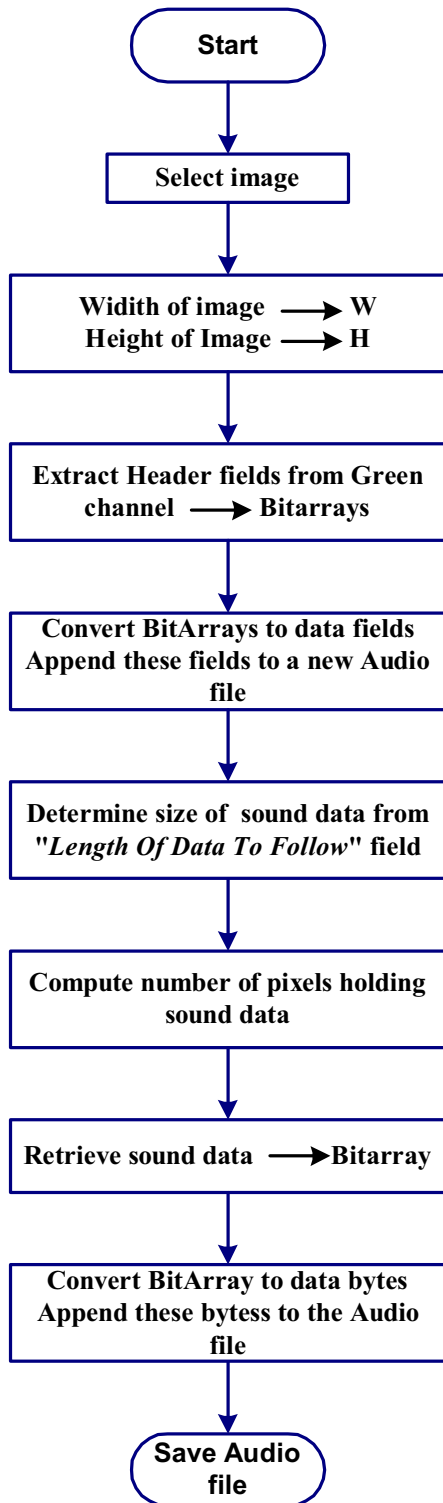 Start
Select image
Widith of image → W
Height of Image → H
Extract Header fields from Green
channel → Bitarrays
Convert BitArrays to data fields
Append these fields to a new Audio
file
Determine size of sound data from
"Length Of Data To Follow" field
Compute number of pixels holding
sound data
Retrieve sound data → Bitarray
Convert BitArray to data bytes
Append these bytess to the Audio
file
Save Audio
file